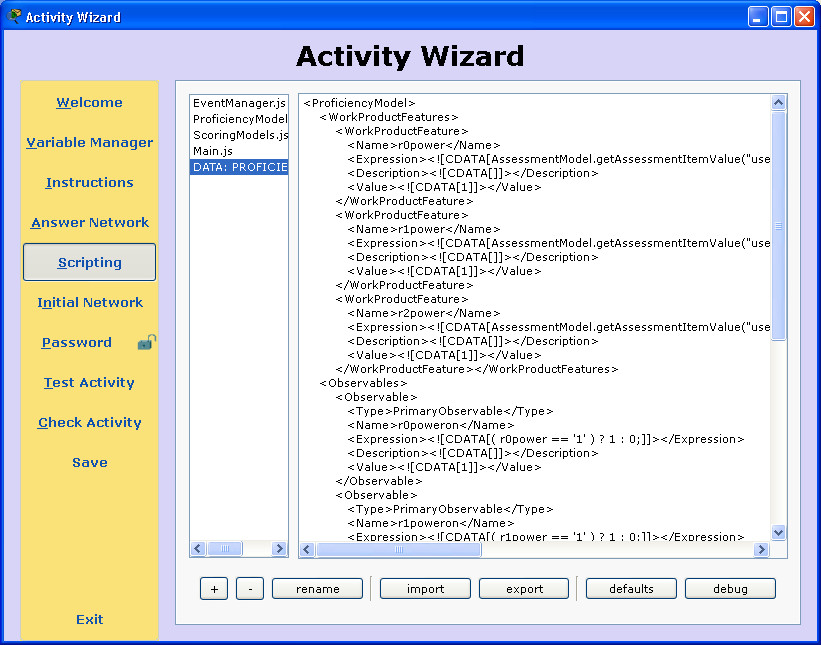 Activity Wizard
Activity Wizard
Welcome
Variable Manager
Instructions
Answer Network
Scripting
Initial Network
Password
Test Activity
Check Activity
Save
Exit
EventManager.js
ProficiencyModel
ScoringModels.js
Main.js
DATA: PROFICIE
<ProficiencyModel>
<WorkProductFeatures>
<WorkProductFeature>
<Name>r0power</Name>
<Expression><![CDATA[AssessmentModel.getAssessmentItemValue("use
<Description><![CDATA[]]></Description>
<Value><![CDATA[1]]></Value>
</WorkProductFeature>
<WorkProductFeature>
<Name>r1power</Name>
<Expression><![CDATA[AssessmentModel.getAssessmentItemValue("use
<Description><![CDATA[]]></Description>
<Value><![CDATA[1]]></Value>
</WorkProductFeature>
<WorkProductFeature>
<Name>r2power</Name>
<Expression><![CDATA[AssessmentModel.getAssessmentItemValue("use
<Description><![CDATA[]]></Description>
<Value><![CDATA[1]]></Value>
</WorkProductFeature></WorkProductFeatures>
<Observables>
<Observable>
<Type>PrimaryObservable</Type>
<Name>r0poweron</Name>
<Expression><![CDATA[( r0power == '1' ) ? 1 : 0;]]></Expression>
<Description><![CDATA[]]></Description>
<Value><![CDATA[1]]></Value>
</Observable>
<Observable>
<Type>PrimaryObservable</Type>
<Name>r1poweron</Name>
<Expression><![CDATA[( r1power == '1' ) ? 1 : 0;]]></Expression>
+
-
rename
import
export
defaults
debug